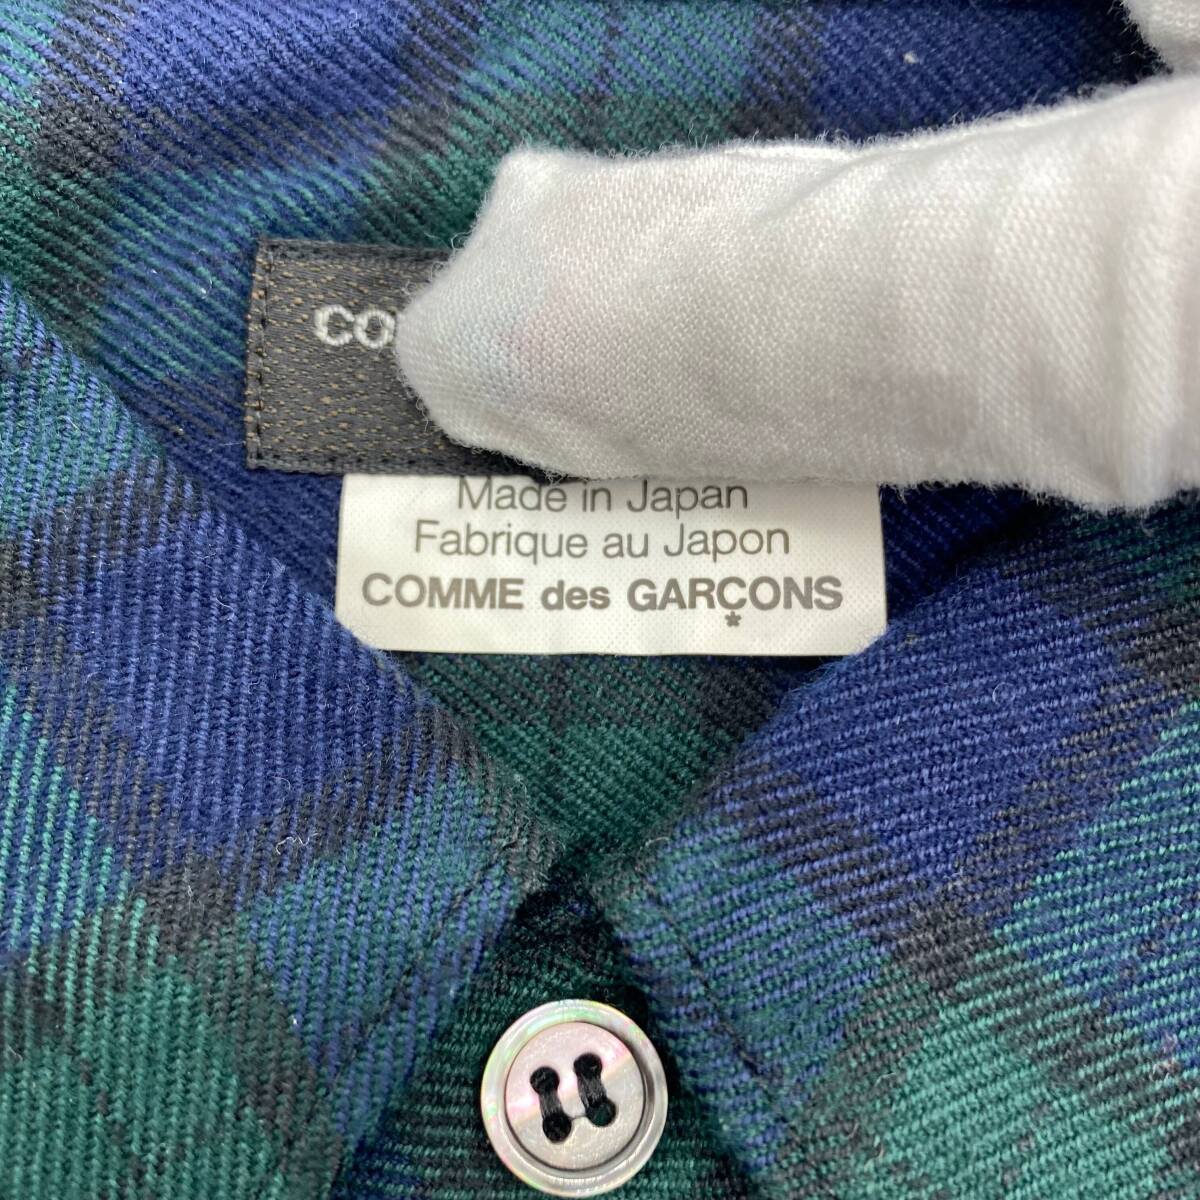 CO
Made in Japan
Fabrique au Japon
COMME des GARÇONS
*